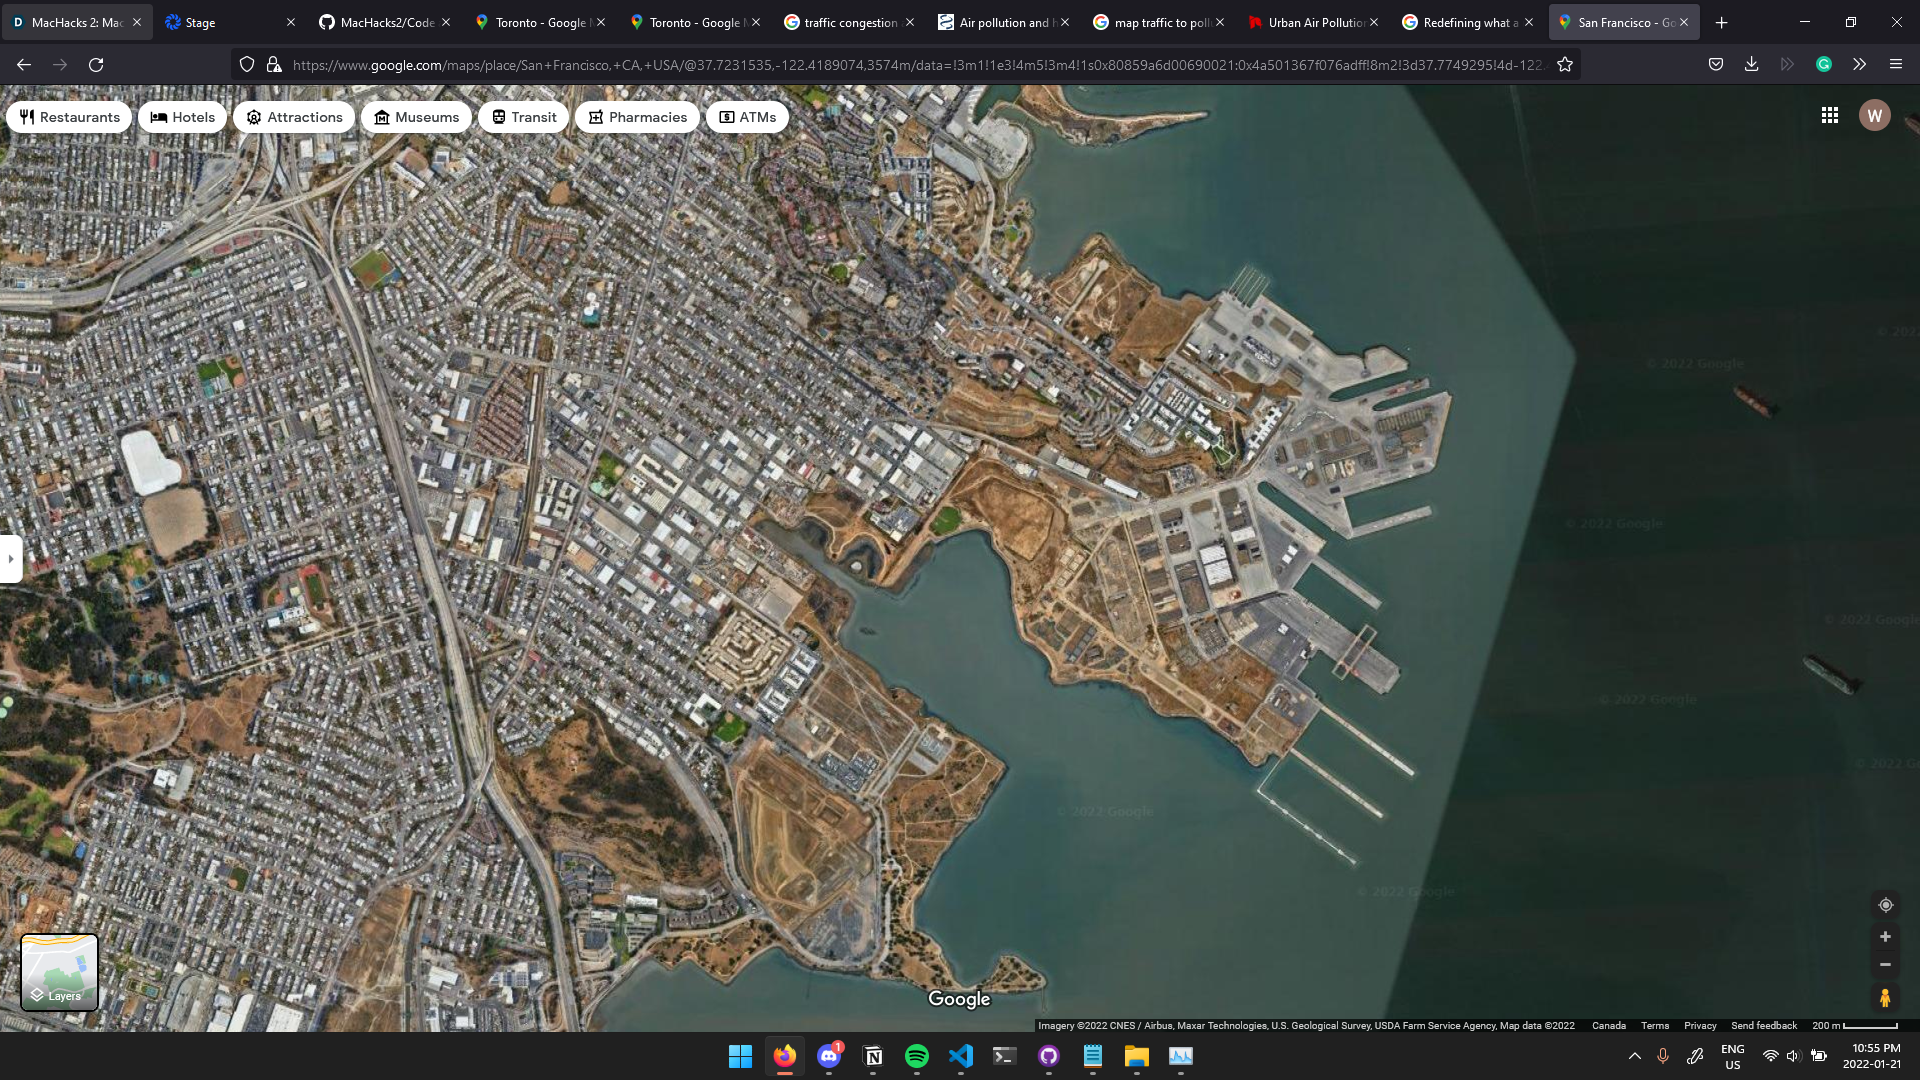 MacHacks 2: Mac
Stage
MacHacks2/Code
Toronto - Google M
Toronto - Google M
traffic congestion
Air pollution and h
map traffic to pollu
Urban Air Pollution
Redefining what a
San Francisco - Go
https://www.google.com/maps/place/San+Francisco,+CA,+USA/@37.7231535,-122.4189074,3574m/data=!3m1!1e3!4m5!3m4!1s0x80859a6d00690021:0x4a501367f076adff!8m2!3d37.7749295!4d-122.4
Restaurants
Hotels
Attractions
Museums
Transit
Pharmacies
ATMs
W
© 2022
© 2022 Google
© 2022 Google
© 2022 Google
© 2022 Google
© 2022 Go
© 2022 Google
© 2022 Google
Layers
Google
Imagery ©2022 CNES / Airbus, Maxar Technologies, U.S. Geological Survey, USDA Farm Service Agency, Map data ©2022
Canada
Terms
Privacy
Send feedback
200 m
1
ENG
US
10:55 PM
2022-01-21